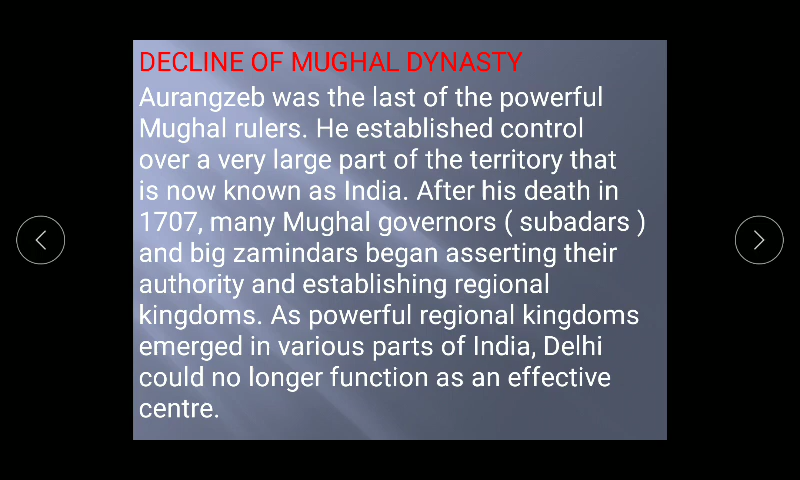 DECLINE OF MUGHAL DYNASTY
Aurangzeb was the last of the powerful
Mughal rulers. He established control
over a very large part of the territory that
is now known as India. After his death in
1707, many Mughal governors ( subadars )
and big zamindars began asserting their
authority and establishing regional
kingdoms. As powerful regional kingdoms
emerged in various parts of India, Delhi
could no longer function as an effective
centre.